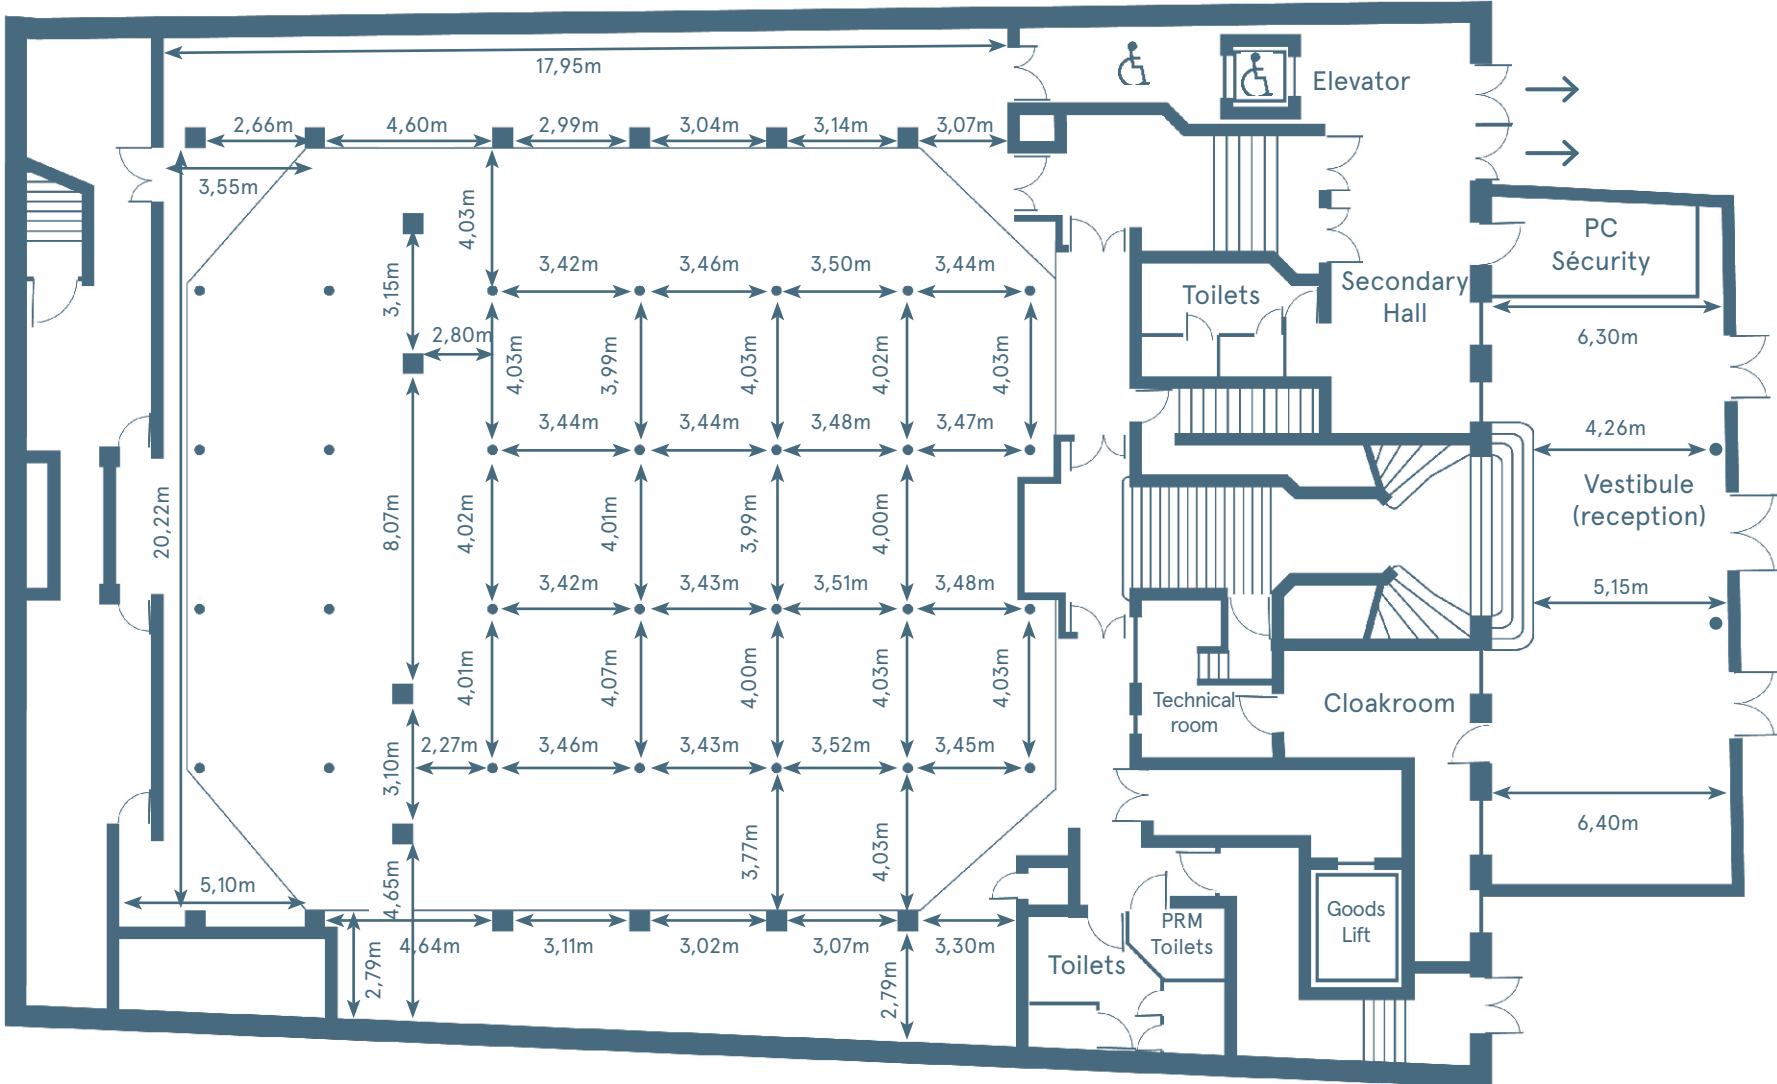 17,95m
Elevator
2,66m
4,60m
2,99m
3,04m
3,14m
3,07m
3,55m
4,03m
PC
Sécurity
3,15m
3,42m
3,46m
3,50m
3,44m
Toilets
Secondary
Hall
6,30m
2,80m
4,03m
3,99m
4,03m
4,02m
4,03m
3,44m
3,44m
3,48m
3,47m
4,26m
Vestibule
(reception)
20,22m
8,07m
4,02m
4,01m
3,99m
4,00m
3,42m
3,43m
3,51m
3,48m
5,15m
4,01m
4,07m
4,00m
4,03m
4,03m
Technical
room
Cloakroom
3,10m
2,27m
3,46m
3,43m
3,52m
3,45m
6,40m
3,77m
4,03m
5,10m
4,65m
4,64m
3,11m
3,02m
3,07m
3,30m
PRM
Toilets
Goods
Lift
Toilets
2,79m
2,79m